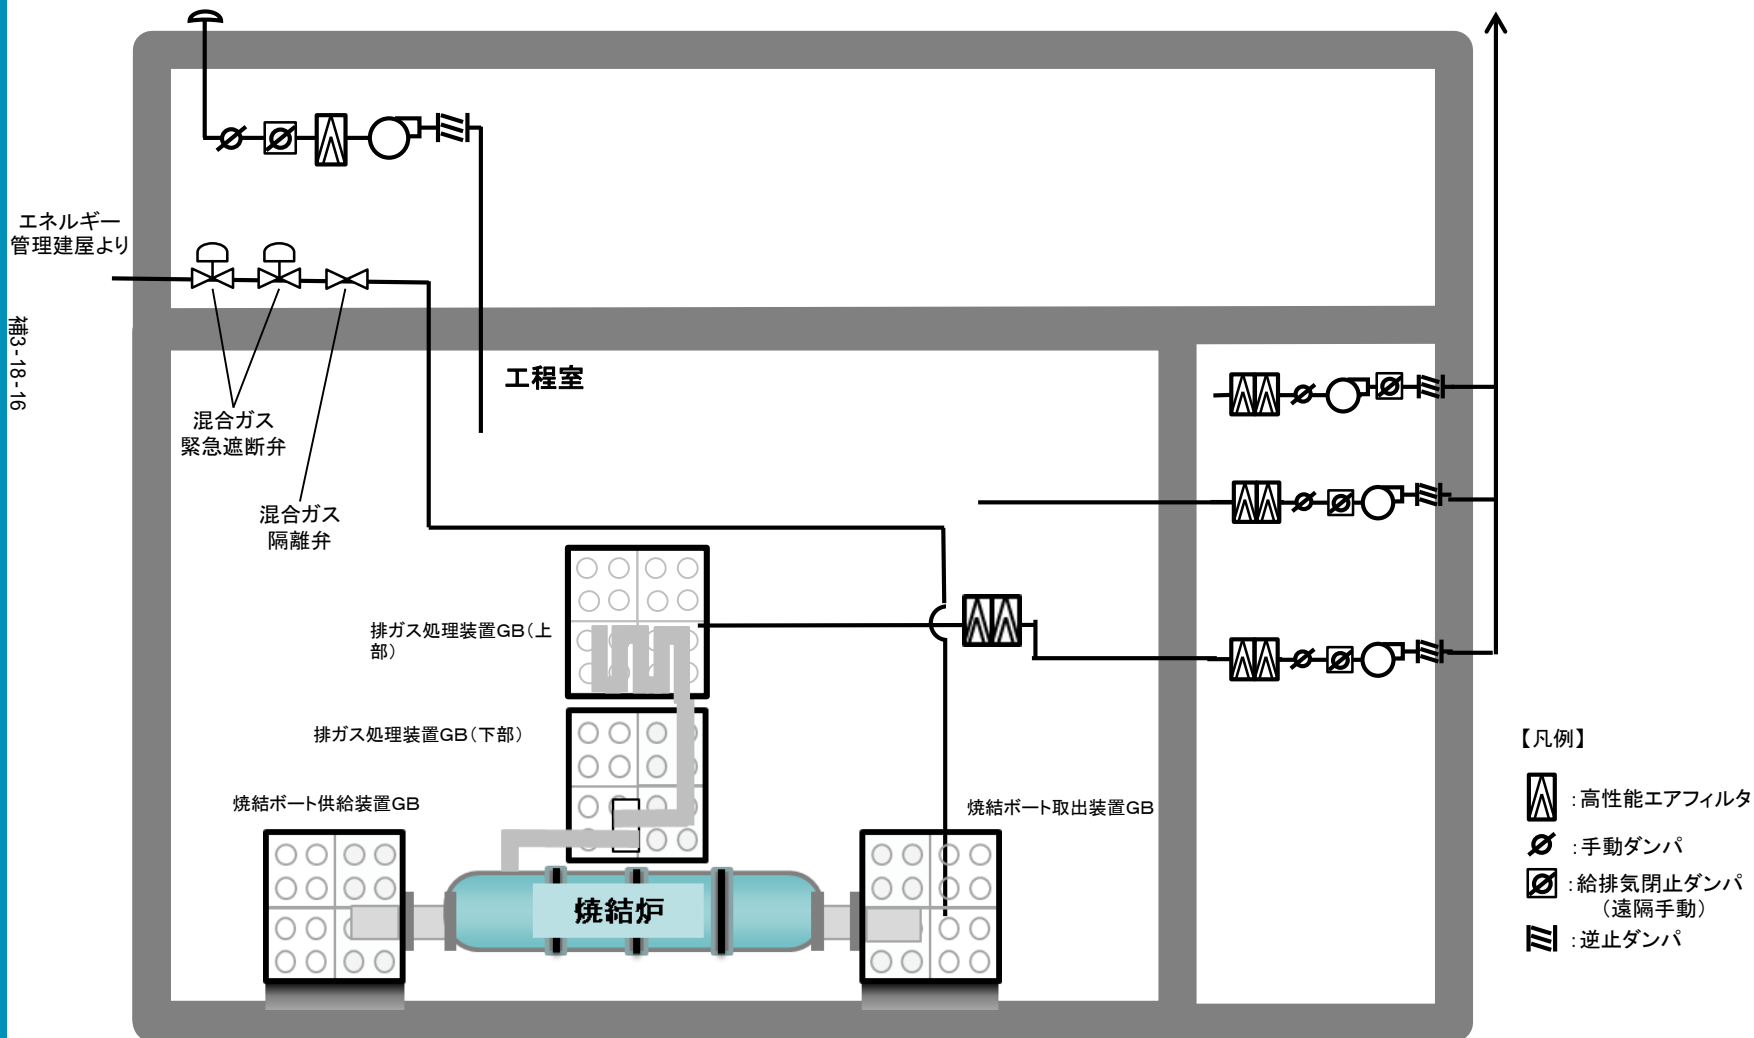 エネルギー
管理建屋より
補3-18-16
混合ガス
緊急遮断弁
混合ガス
隔離弁
工程室
排ガス処理装置GB(上
部)
排ガス処理装置GB(下部)
焼結ボート供給装置GB
焼結ボート取出装置GB
焼結炉
【凡例】
:高性能エアフィルタ
:手動ダンパ
:給排気閉止ダンパ
(遠隔手動)
:逆止ダンパ